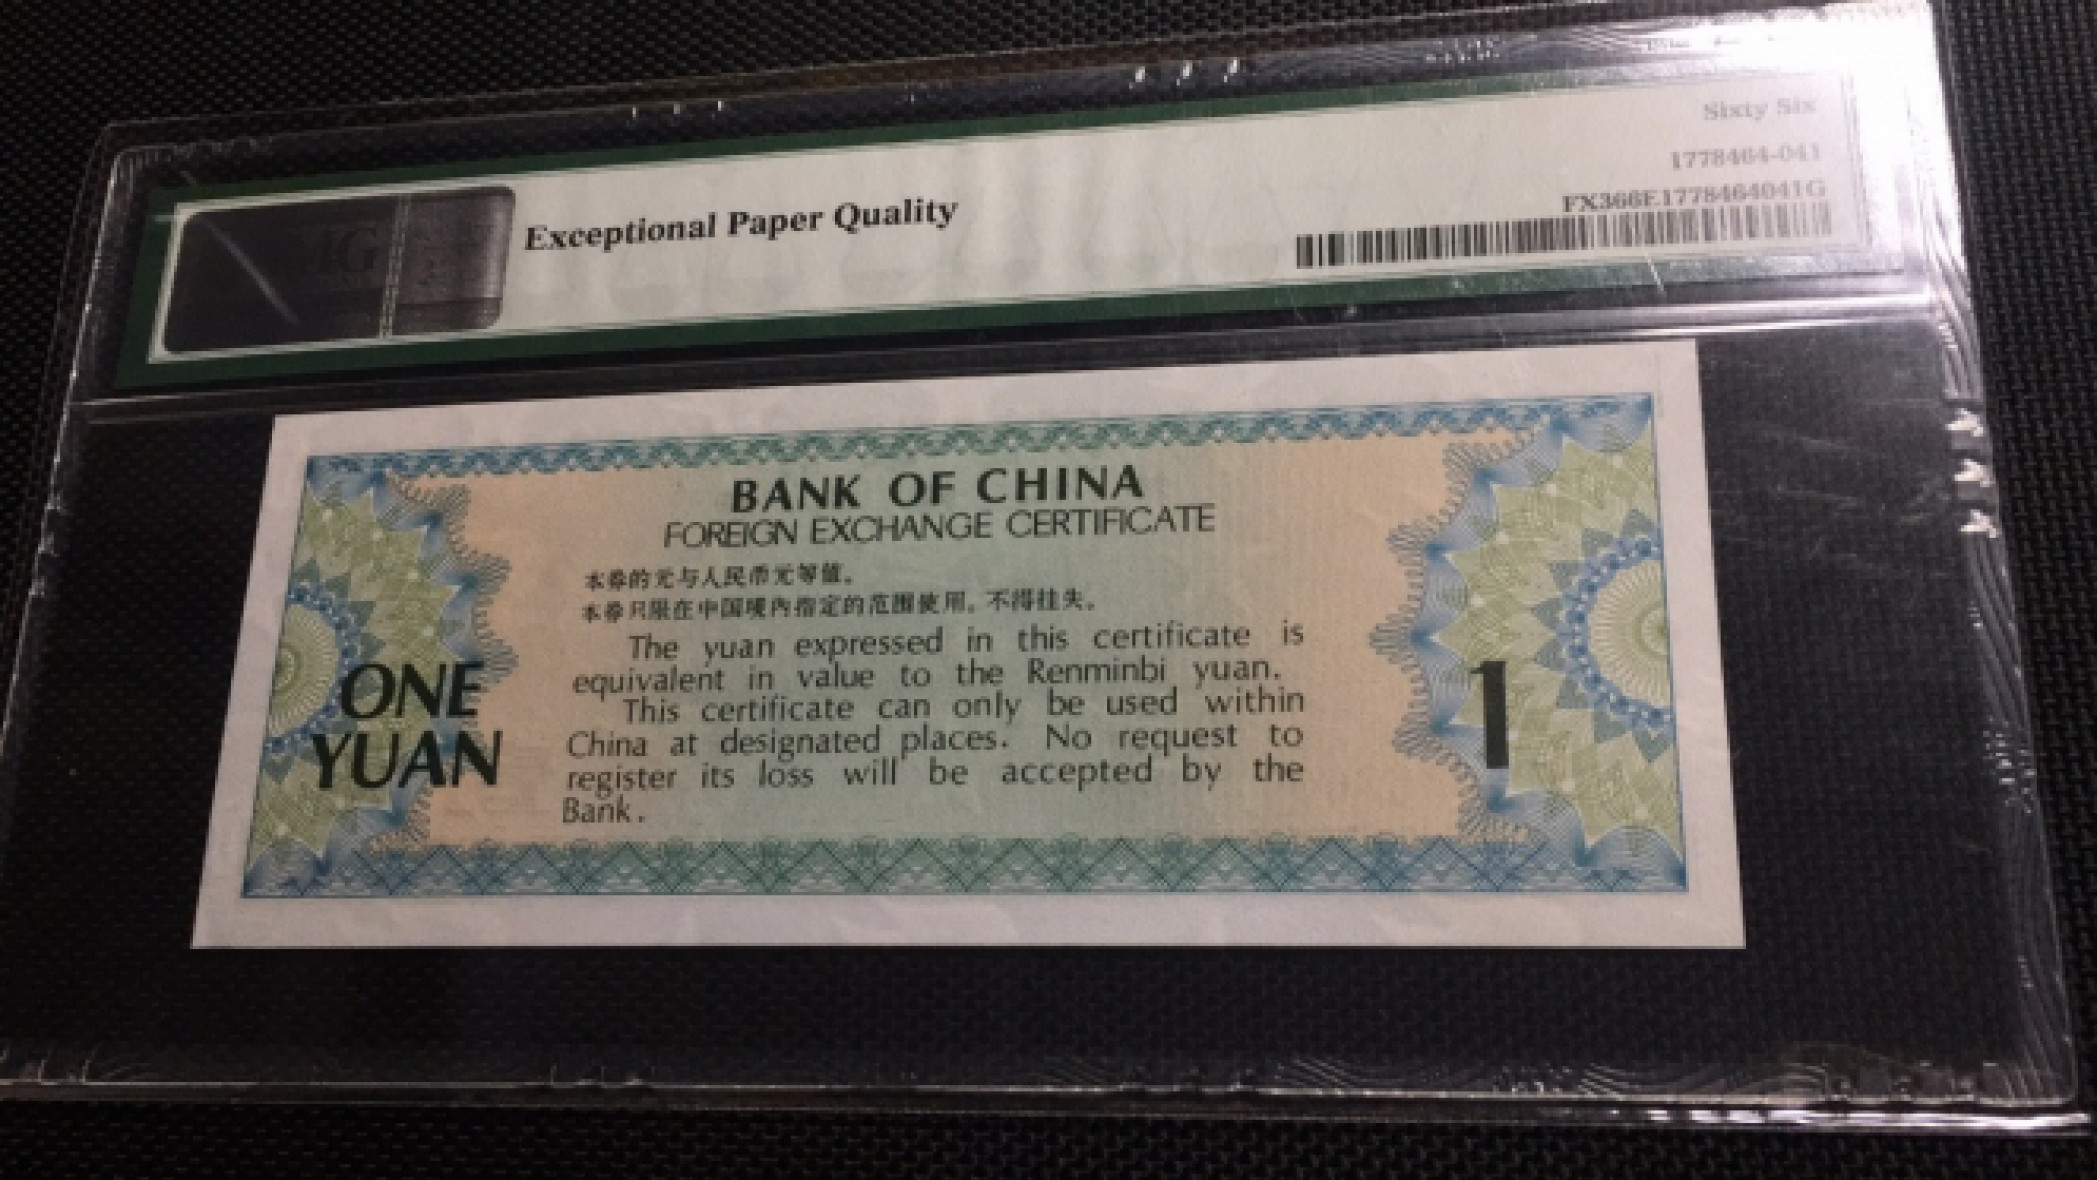 Sixty Six
1778464-041
FX366E1778464041G
Exceptional Paper Quality
BANK OF CHINA
FOREIGN EXCHANGE CERTIFICATE
本券的元与人民币元等值。
本券只限在中国境内指定的范围使用。不得挂失。
The yuan expressed in this certificate is
equivalent in value to the Renminbi yuan.
This certificate can only be used within
China at designated places. No request to
register its loss will be accepted by the
Bank.
ONE
YUAN
1